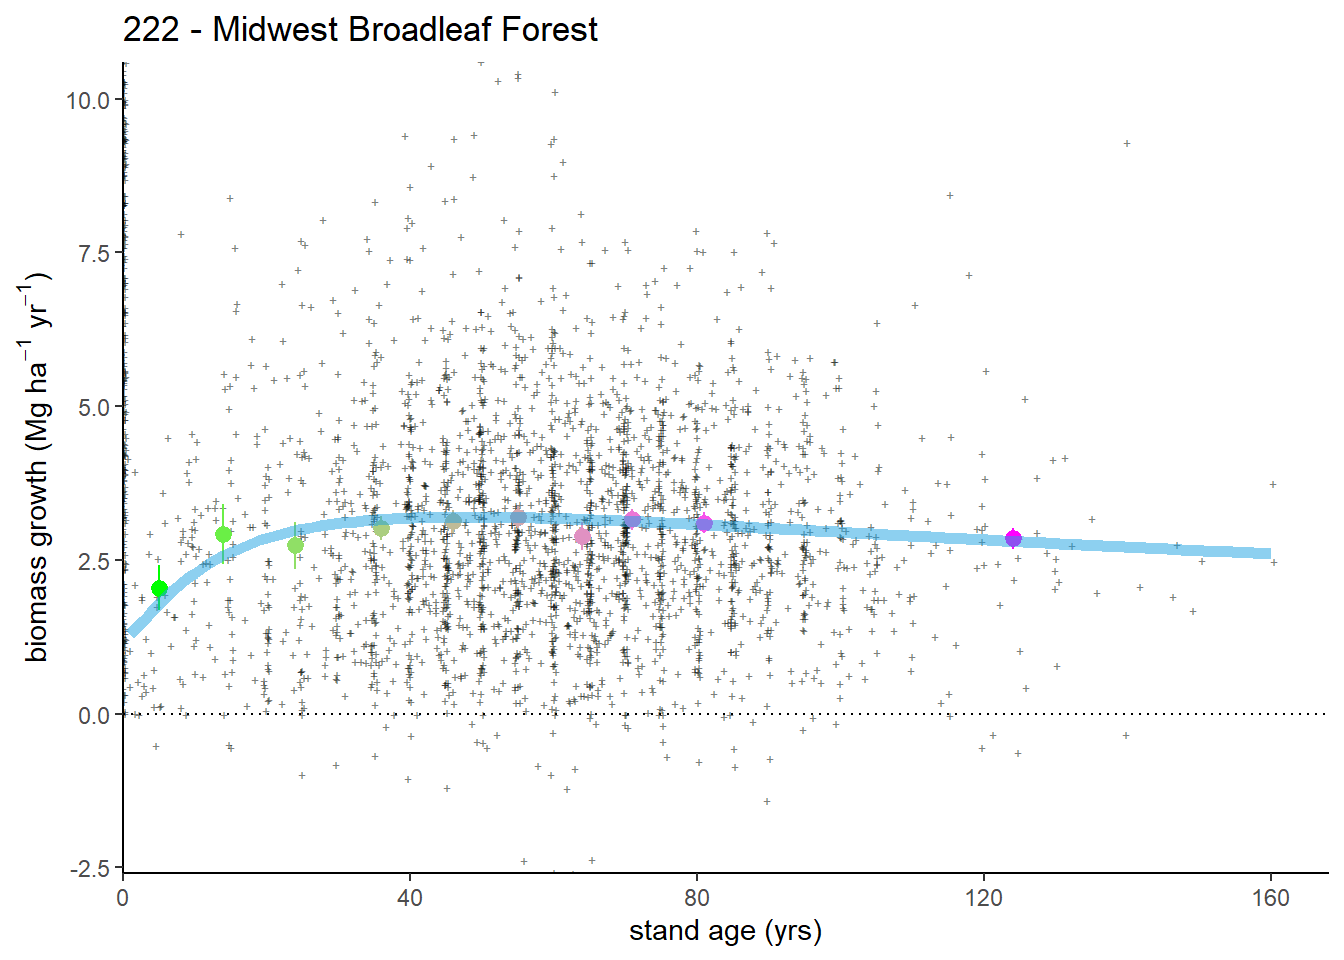 222 - Midwest Broadleaf Forest
biomass growth (Mg ha⁻¹ yr⁻¹)
10.0
7.5
5.0
2.5
0.0
-2.5
0 40 80 120 160
stand age (yrs)